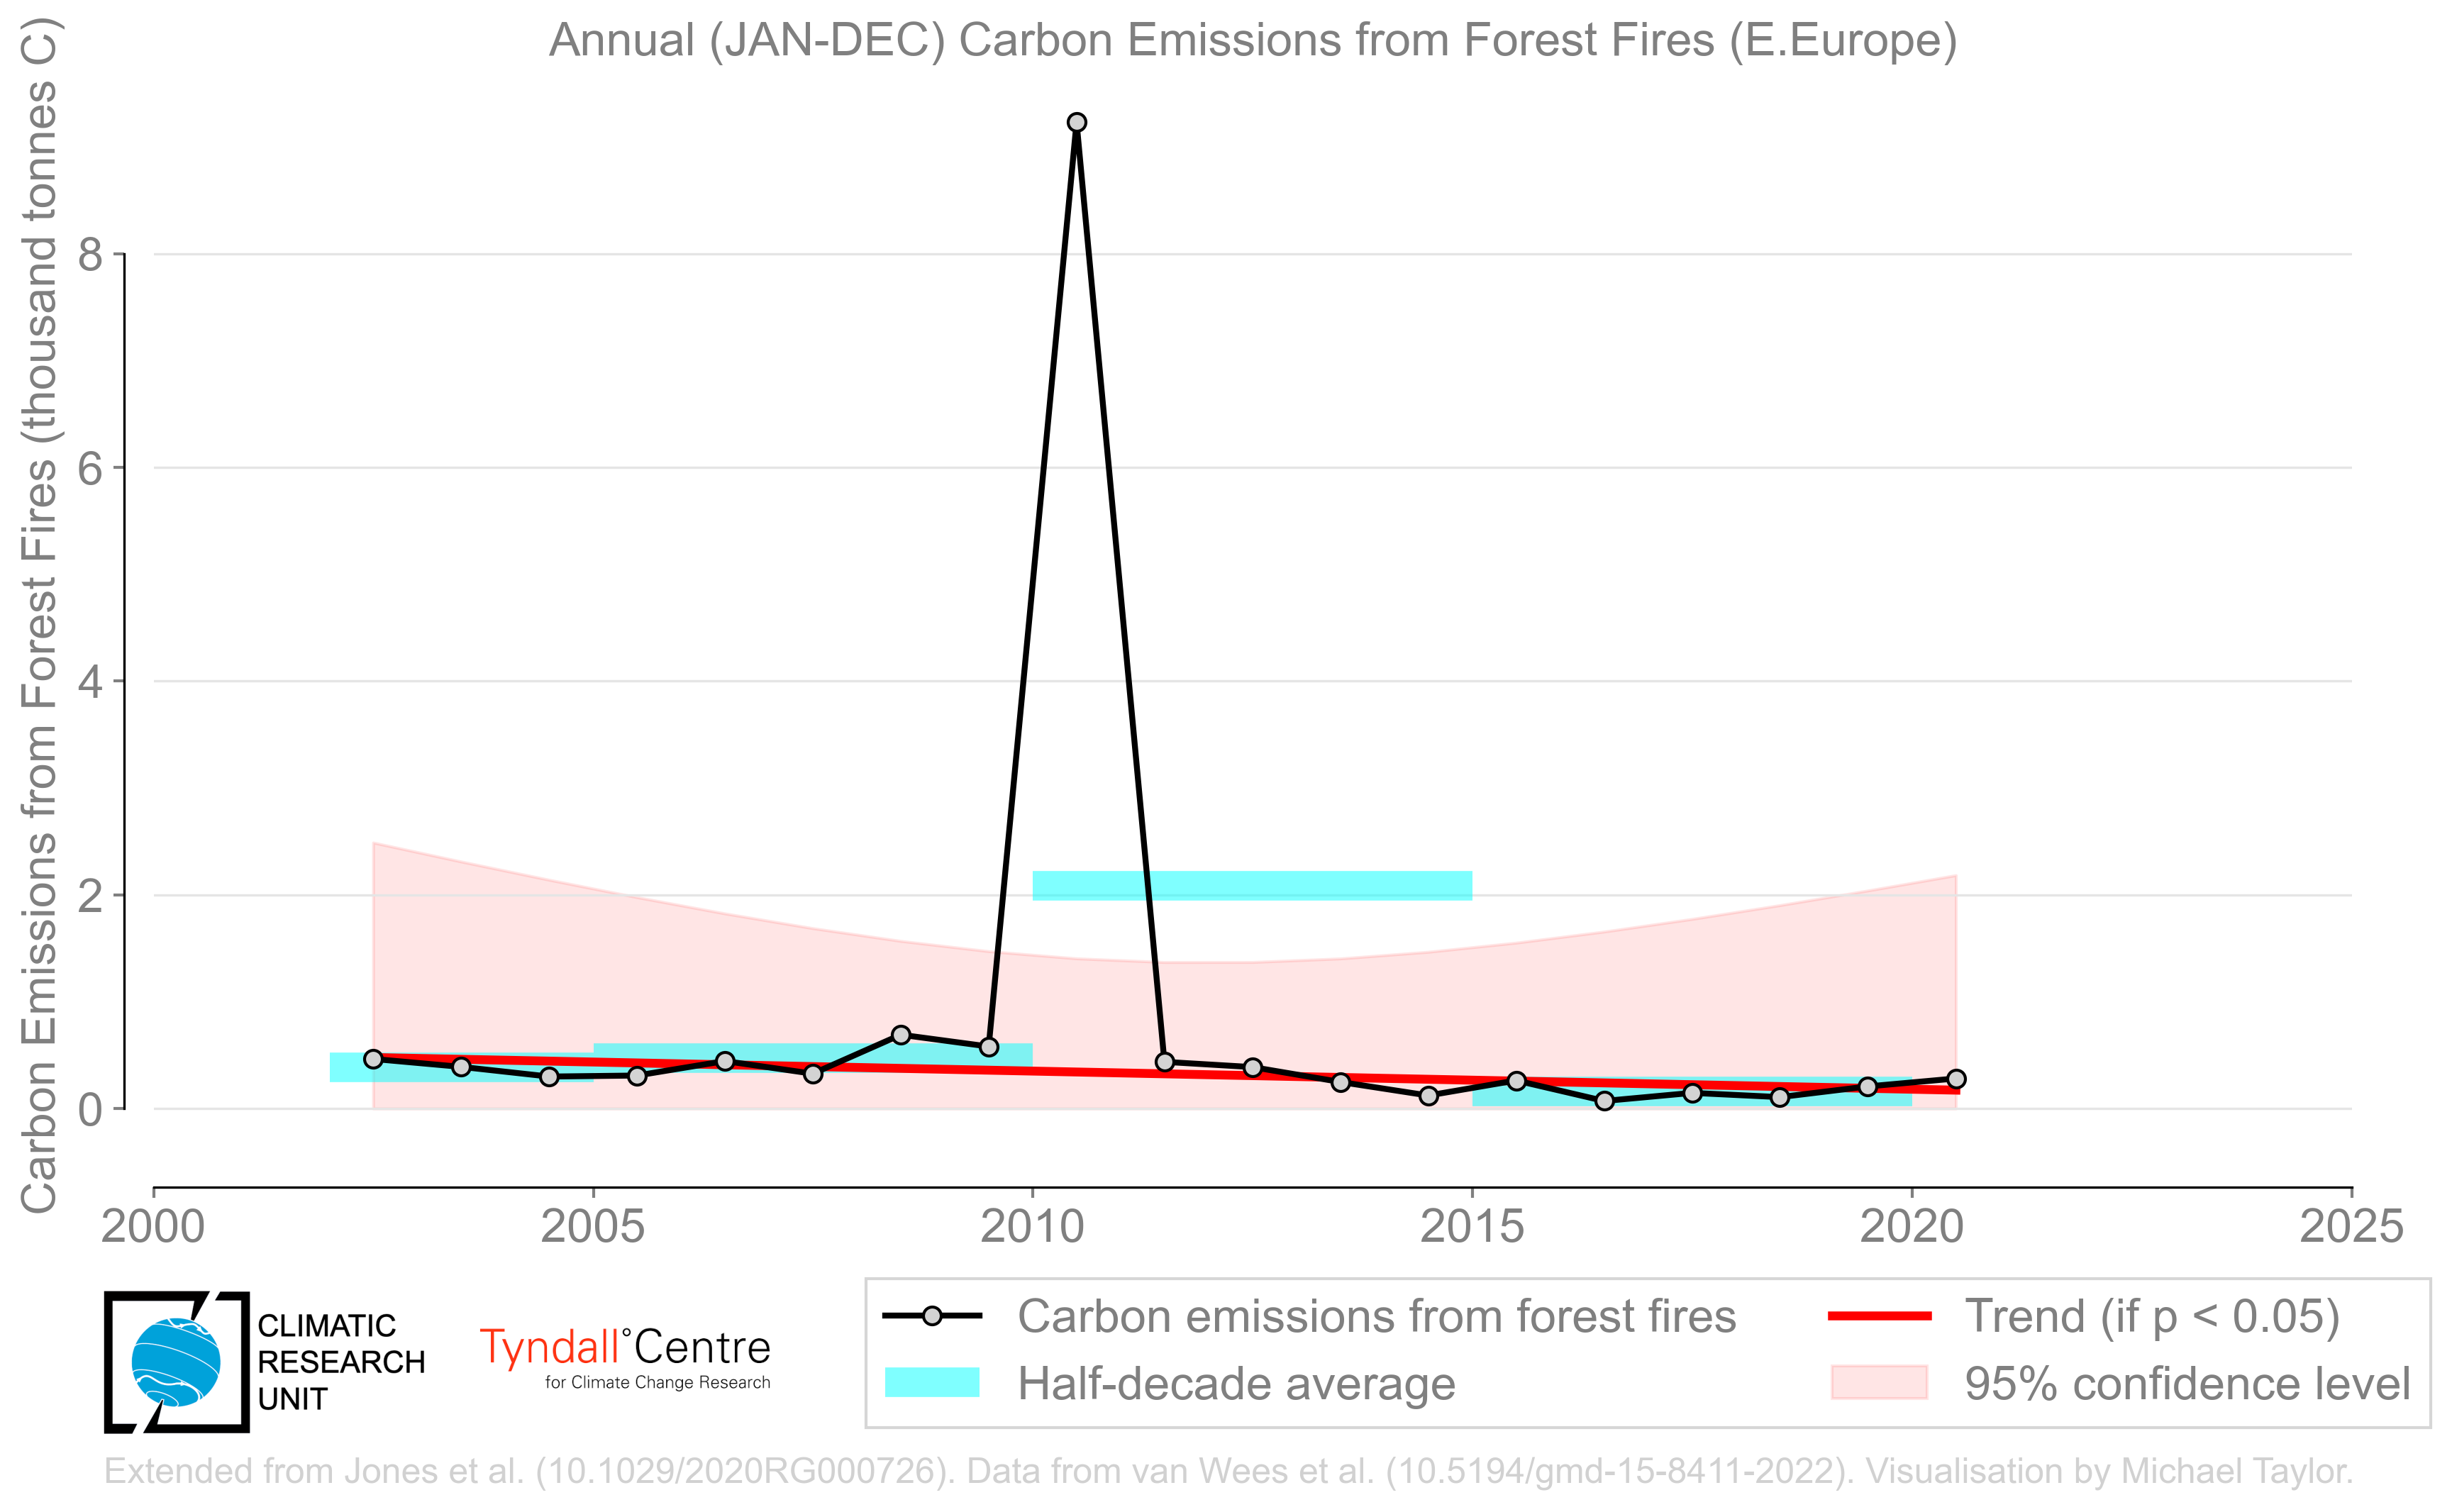 Annual (JAN-DEC) Carbon Emissions from Forest Fires (E.Europe)
Carbon Emissions from Forest Fires (thousand tonnes C)
8
6
4
2
0
2000 2005 2010 2015 2020 2025
CLIMATIC
RESEARCH
UNIT
Tyndall°Centre
for Climate Change Research
Carbon emissions from forest fires
Half-decade average
Trend (if p < 0.05)
95% confidence level
Extended from Jones et al. (10.1029/2020RG000726). Data from van Wees et al. (10.5194/gmd-15-8411-2022). Visualisation by Michael Taylor.